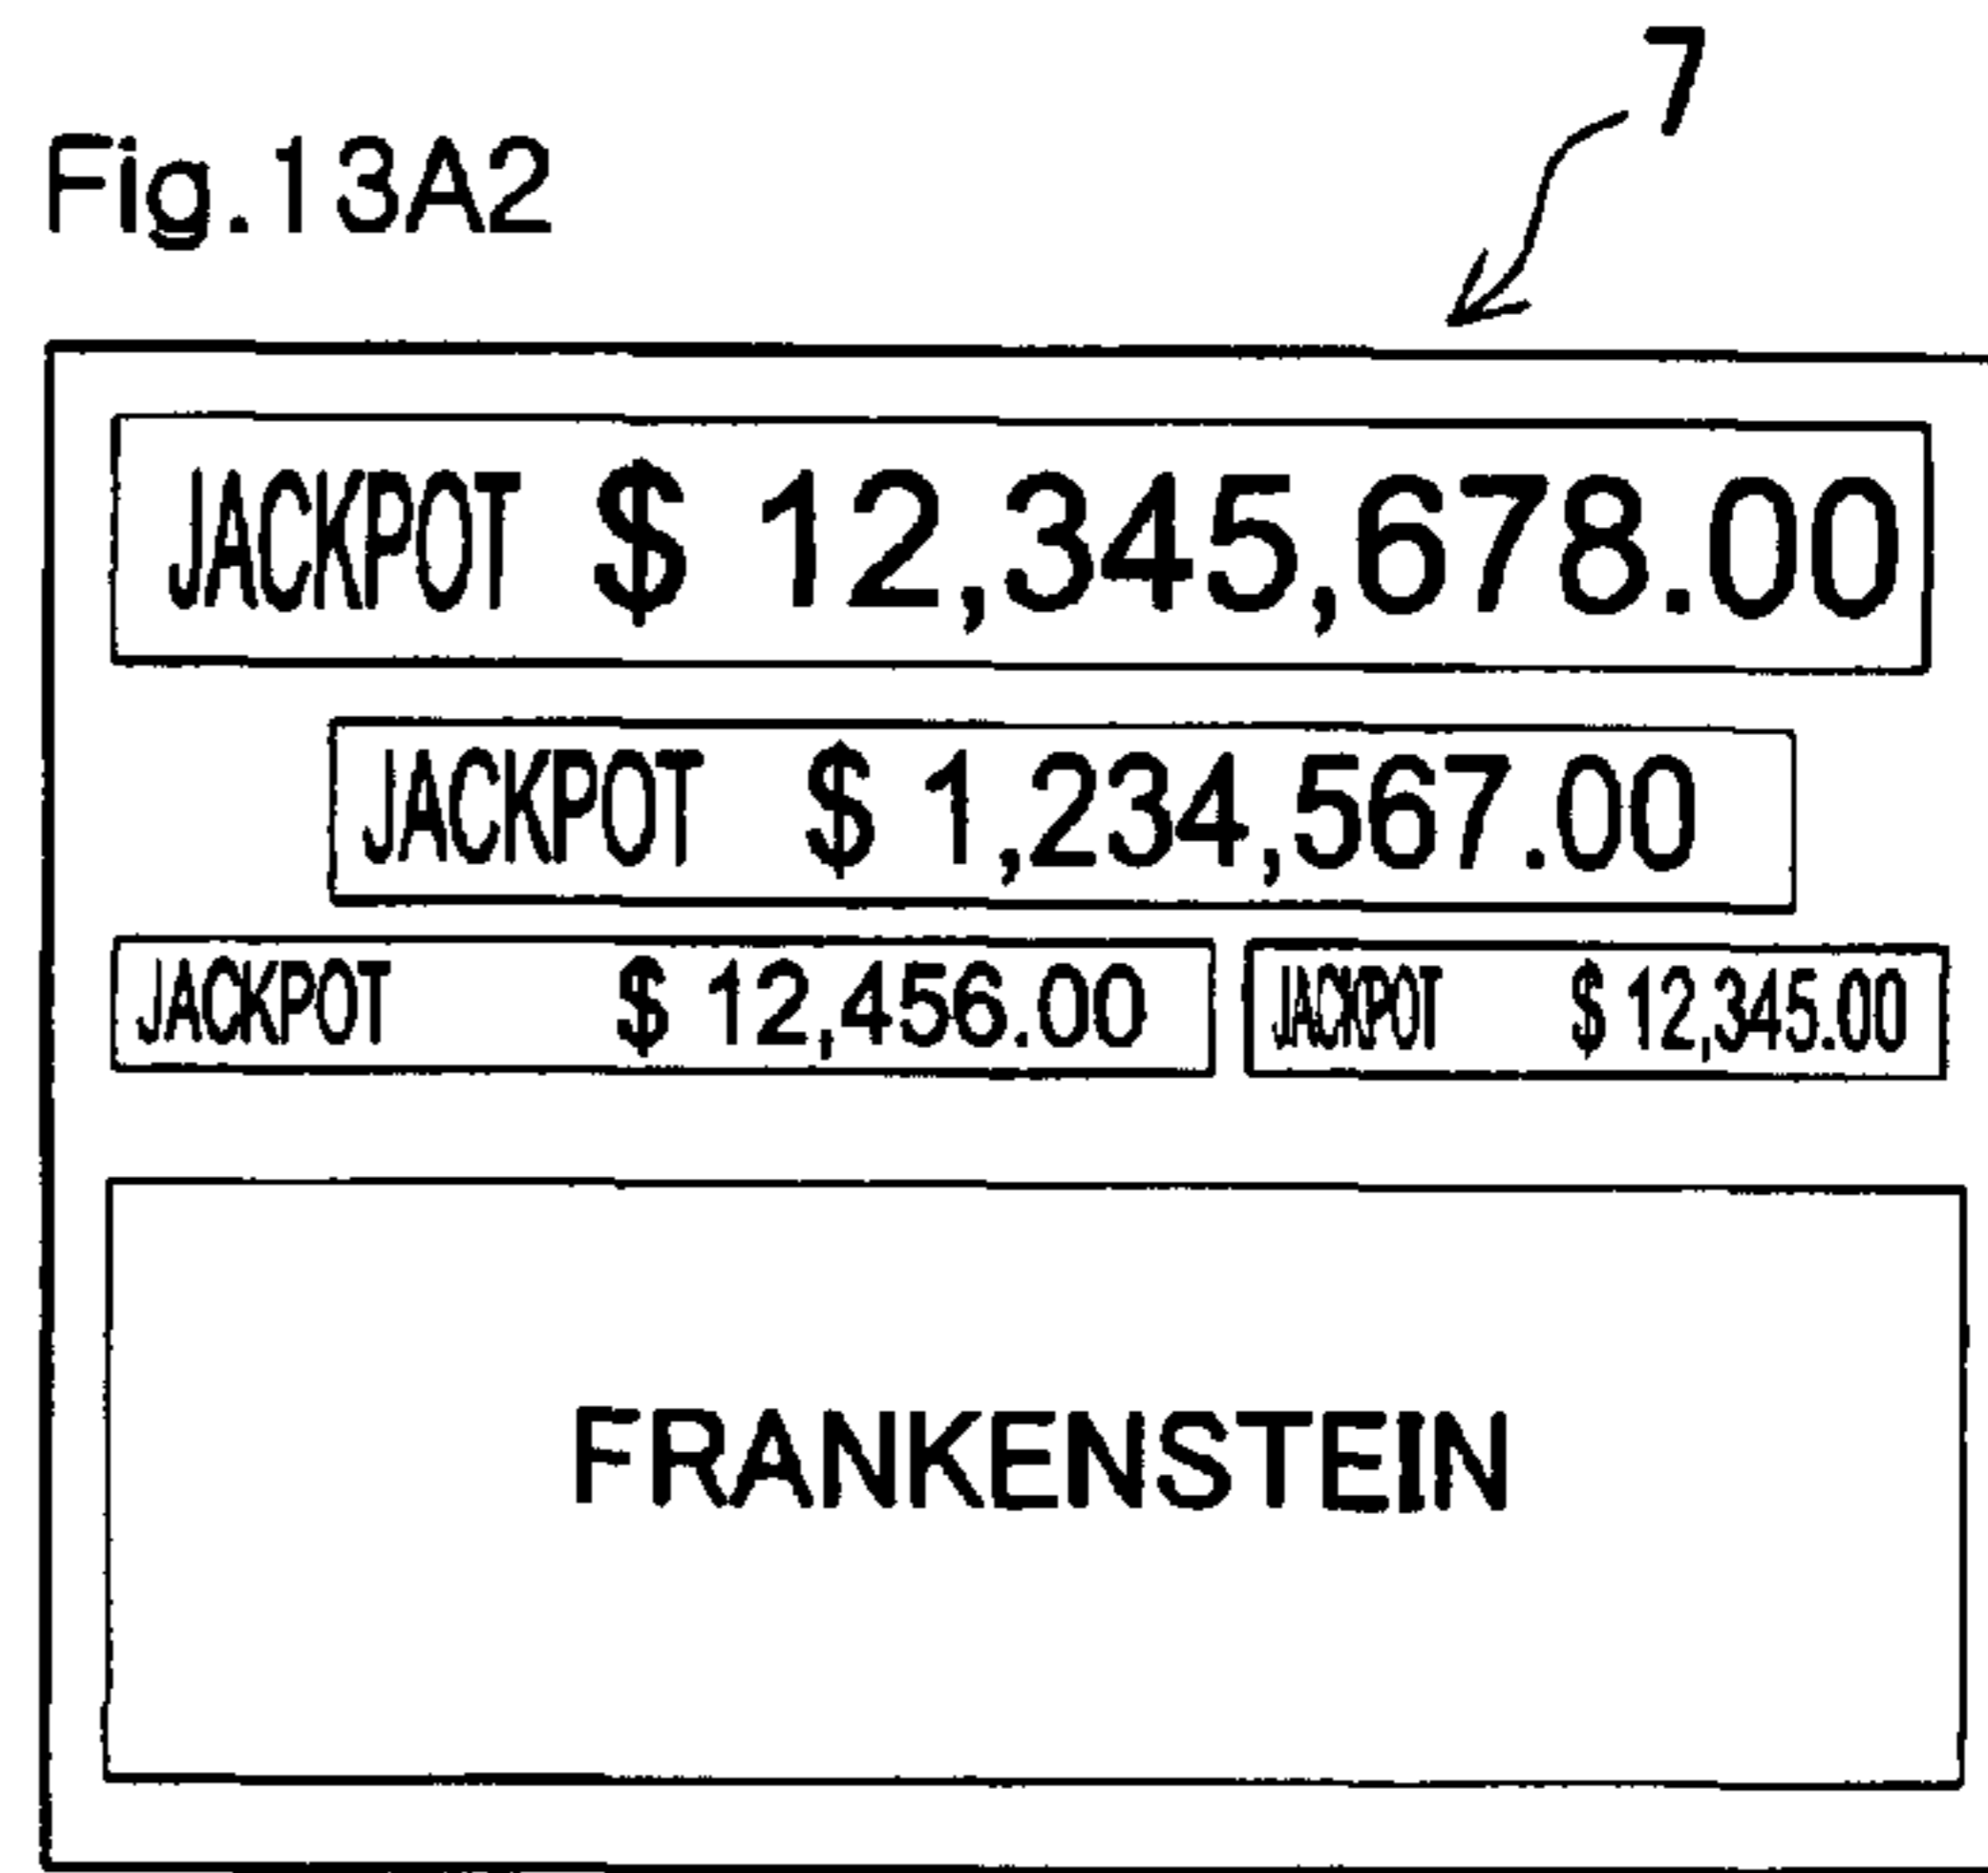 7
Fig.13A2
JACKPOT $ 12,345,678.00
JACKPOT $ 1,234,567.00
JACKPOT $ 12,456.00 JACKPOT $ 12,345.00
FRANKENSTEIN